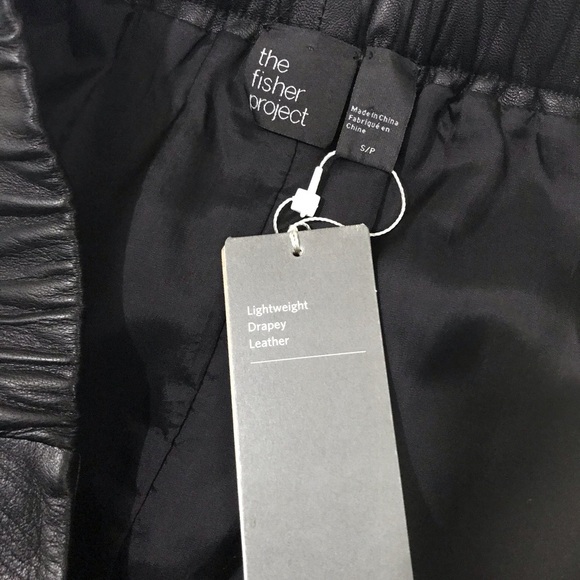 the
fisher
project
Made in China
Fabriqué en
Chine
S/P
Lightweight
Drapey
Leather